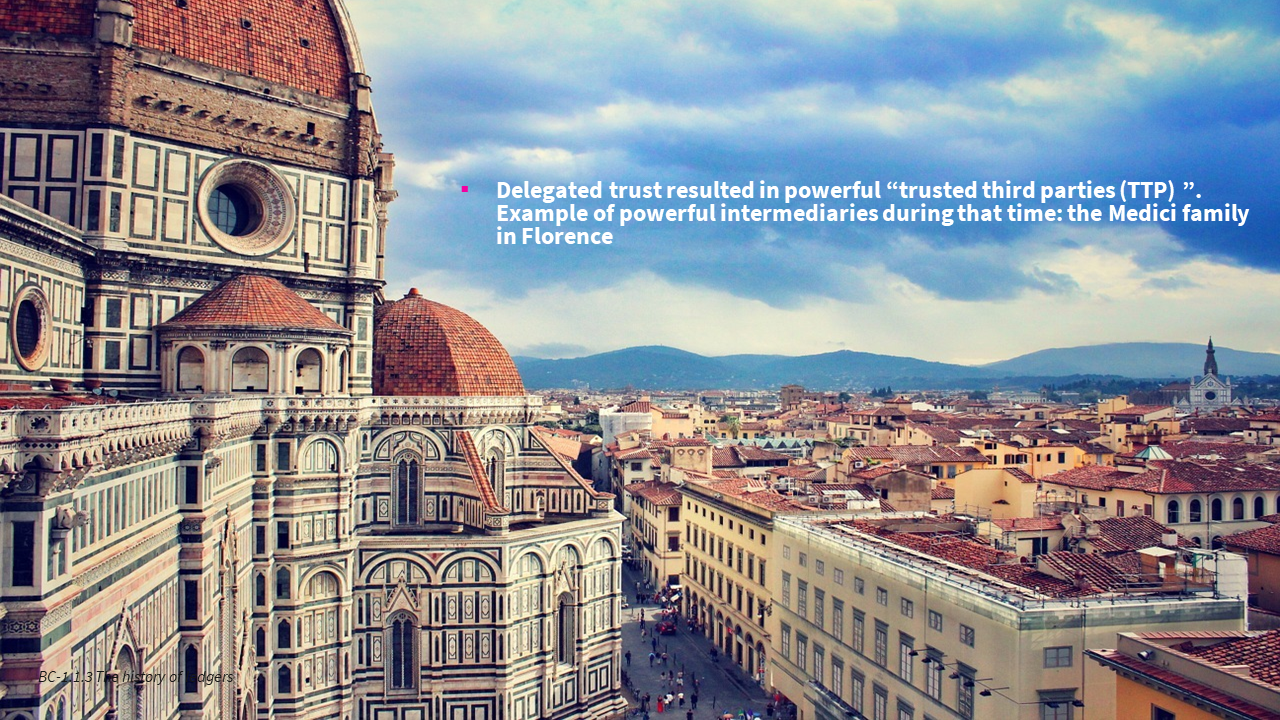 Delegated trust resulted in powerful “trusted third parties (TTP) ”.
Example of powerful intermediaries during that time: the Medici family
in Florence
BC-1.1.3 The history of ledgers